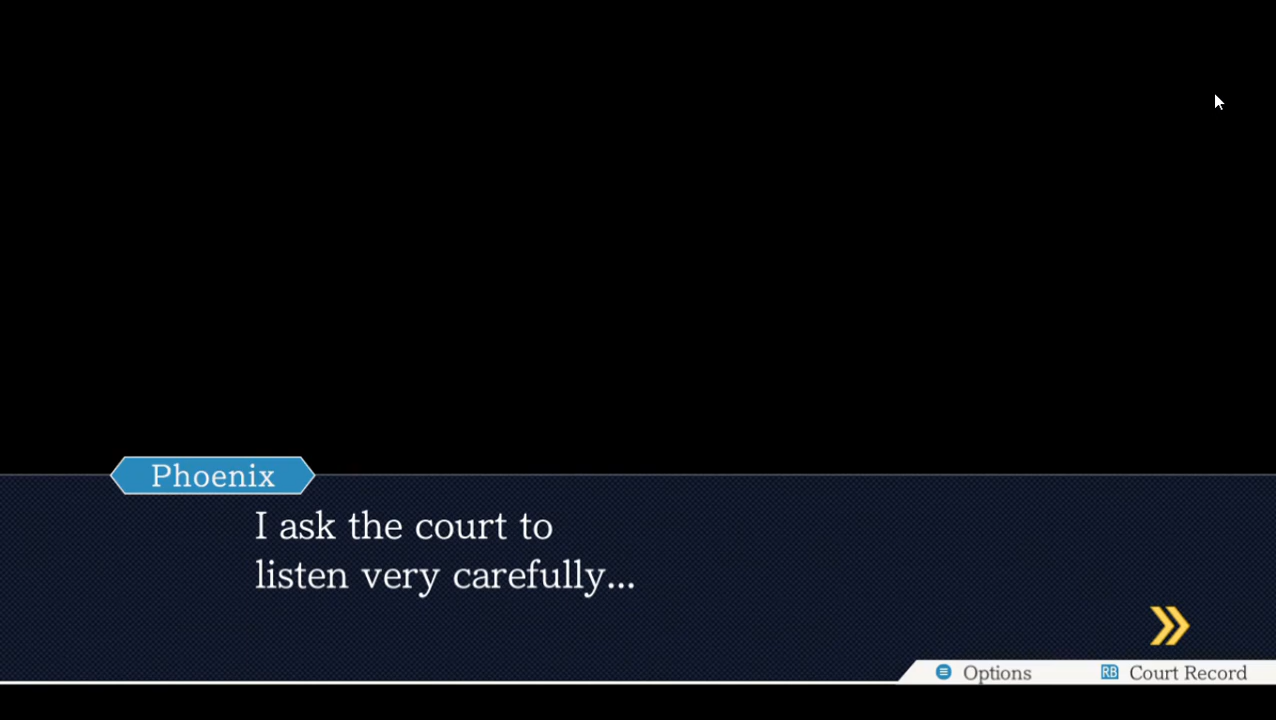 Phoenix
I ask the court to
listen very carefully...
Options
RB Court Record